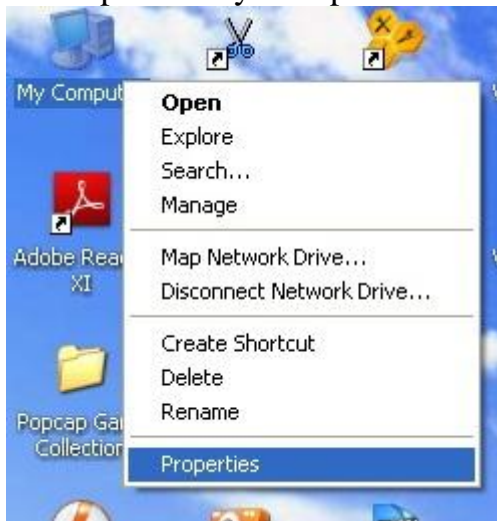 My Comput
Open
Explore
Search...
Manage
Adobe Rea
XI
Map Network Drive...
Disconnect Network Drive...
Create Shortcut
Delete
Rename
Popcap Ga
Collection
Properties